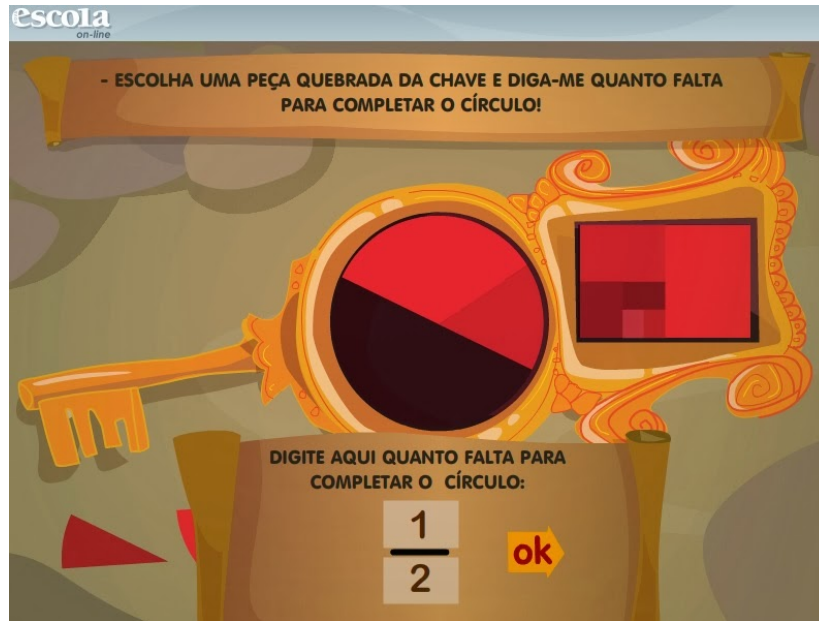 escola
on-line
- ESCOLHA UMA PEÇA QUEBRADA DA CHAVE E DIGA-ME QUANTO FALTA
PARA COMPLETAR O CÍRCULO!
DIGITE AQUI QUANTO FALTA PARA
COMPLETAR O CÍRCULO:
1
2
ok